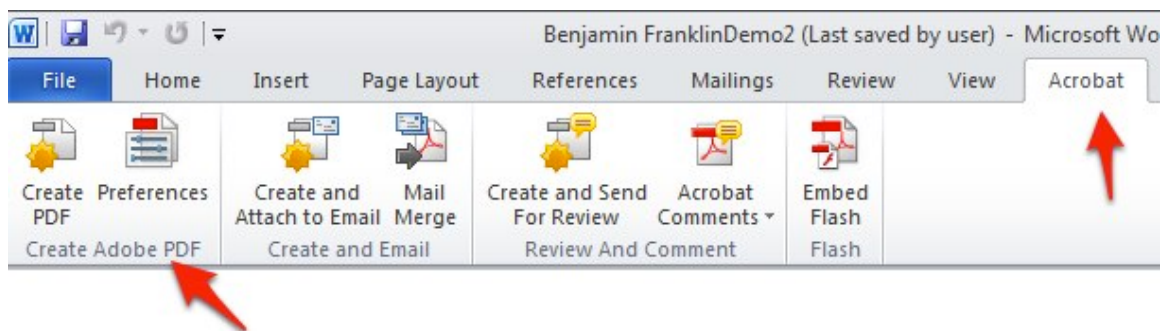 W
Benjamin FranklinDemo2 (Last saved by user) - Microsoft Wo
File Home Insert Page Layout References Mailings Review View Acrobat
Create PDF
Preferences
Create and
Attach to Email
Mail
Merge
Create and Send
For Review
Acrobat
Comments
Embed
Flash
Create Adobe PDF Create and Email Review And Comment Flash